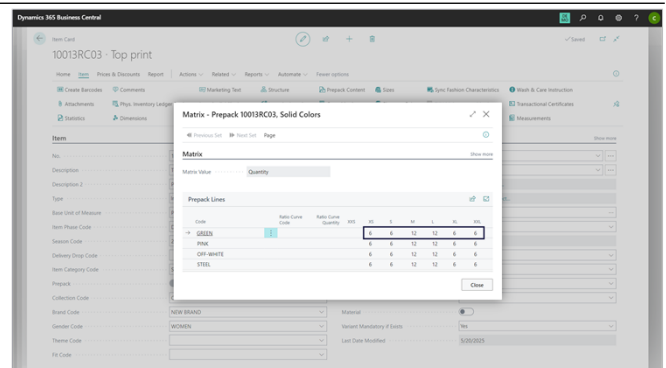 Dynamics 365 Business Central
Item Card
Saved
10013RC03 · Top print
Home Item Prices & Discounts Report Actions Related Reports Automate Fewer options
Create Barcodes Comments Marketing Text Structure Prepack Content Sizes Sync Fashion Characteristics Wash & Care Instruction
Attachments Phys. Inventory Ledger Transactional Certificates
Statistics Dimensions Measurements
Item Show more
No.
Description
Description 2
Type
Base Unit of Measure
Item Phase Code
Season Code
Delivery Drop Code
Item Category Code
Prepack
Collection Code
Brand Code NEW BRAND Material
Gender Code WOMEN Variant Mandatory if Exists Yes
Theme Code Last Date Modified 5/20/2025
Fit Code
Matrix - Prepack 10013RC03, Solid Colors
Previous Set Next Set Page
Matrix Show more
Matrix Value Quantity
Prepack Lines
Code Ratio Curve Code Ratio Curve Quantity XXS XS S M L XL XXL
GREEN 6 6 12 12 6 6
PINK 6 6 12 12 6 6
OFF-WHITE 6 6 12 12 6 6
STEEL 6 6 12 12 6 6
Close